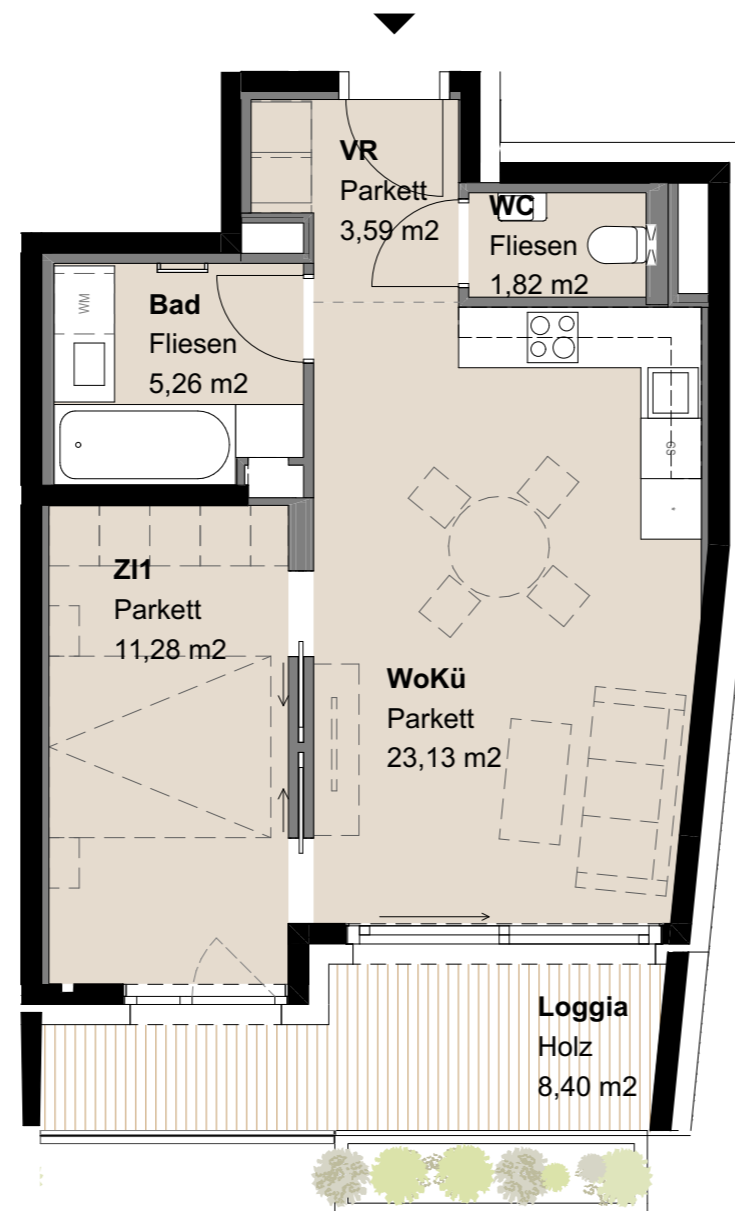 VR
Parkett
3,59 m2
WC
Fliesen
1,82 m2
WM
Bad
Fliesen
5,26 m2
GS
ZI1
Parkett
11,28 m2
WoKü
Parkett
23,13 m2
Loggia
Holz
8,40 m2